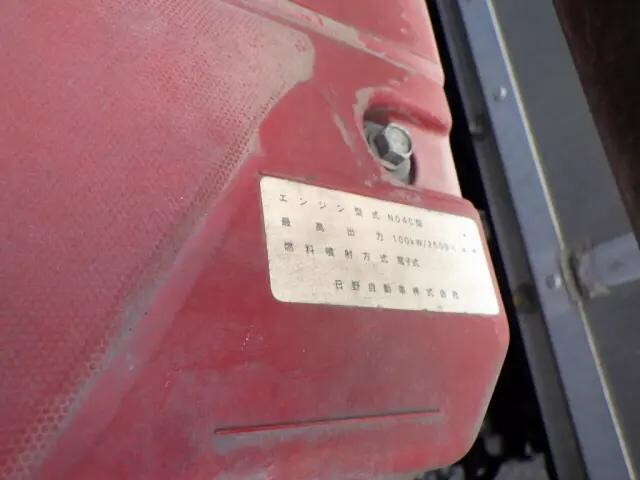 エンジン型式 N04C型
最高出力 100kW/2500
燃料噴射方式 電子式
日野自動車株式会社